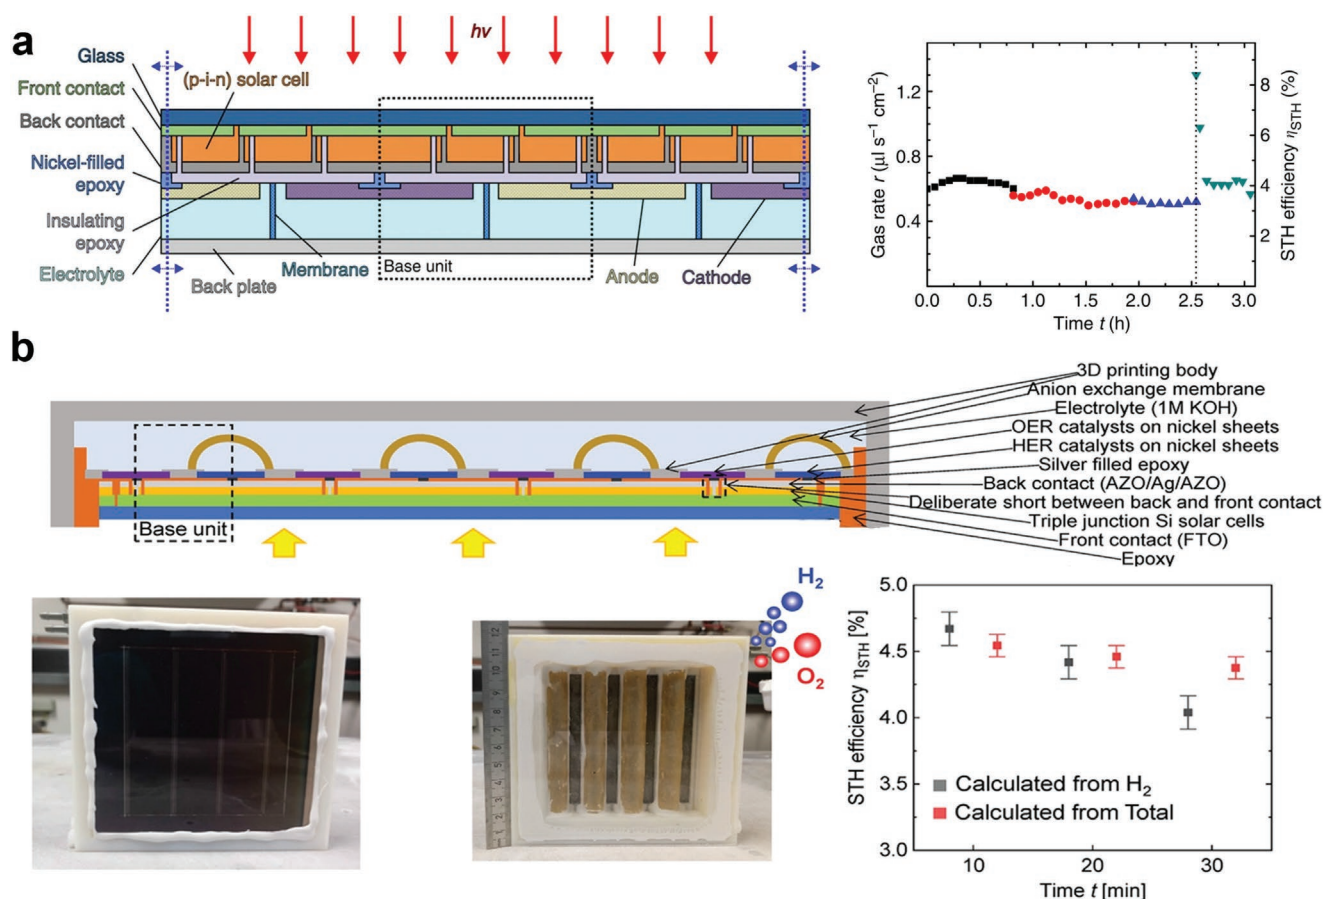 a
hν
Glass
(p-i-n) solar cell
Front contact
Back contact
Nickel-filled
epoxy
Insulating
epoxy
Electrolyte
Back plate
Membrane
Base unit
Anode
Cathode
Gas rate r (µl s⁻¹ cm⁻²)
1.2
0.8
0.4
8
6
4
2
STH efficiency ηSTH (%)
0.0 0.5 1.0 1.5 2.0 2.5 3.0
Time t (h)
b
3D printing body
Anion exchange membrane
Electrolyte (1M KOH)
OER catalysts on nickel sheets
HER catalysts on nickel sheets
Silver filled epoxy
Back contact (AZO/Ag/AZO)
Deliberate short between back and front contact
Triple junction Si solar cells
Front contact (FTO)
Epoxy
Base unit
H₂
O₂
STH efficiency ηSTH [%]
5.0
4.5
4.0
3.5
3.0
Calculated from H₂
Calculated from Total
10 20 30
Time t [min]